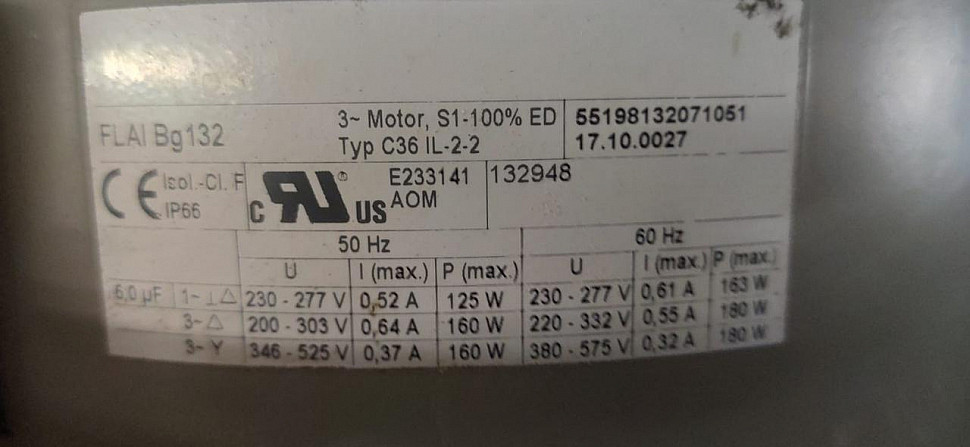 FLAI Bg132
3~ Motor, S1-100% ED
Typ C36 IL-2-2
55198132071051
17.10.0027
CE Isol.-Cl. F
IP66
C RU ® US
E233141
AOM
132948
50 Hz 60 Hz
U I (max.) P (max.) U I (max.) P (max.)
6,0 µF 1~ ⊥ △ 230 - 277 V 0,52 A 125 W 230 - 277 V 0,61 A 163 W
3~ △ 200 - 303 V 0,64 A 160 W 220 - 332 V 0,55 A 180 W
3~ Y 346 - 525 V 0,37 A 160 W 380 - 575 V 0,32 A 180 W